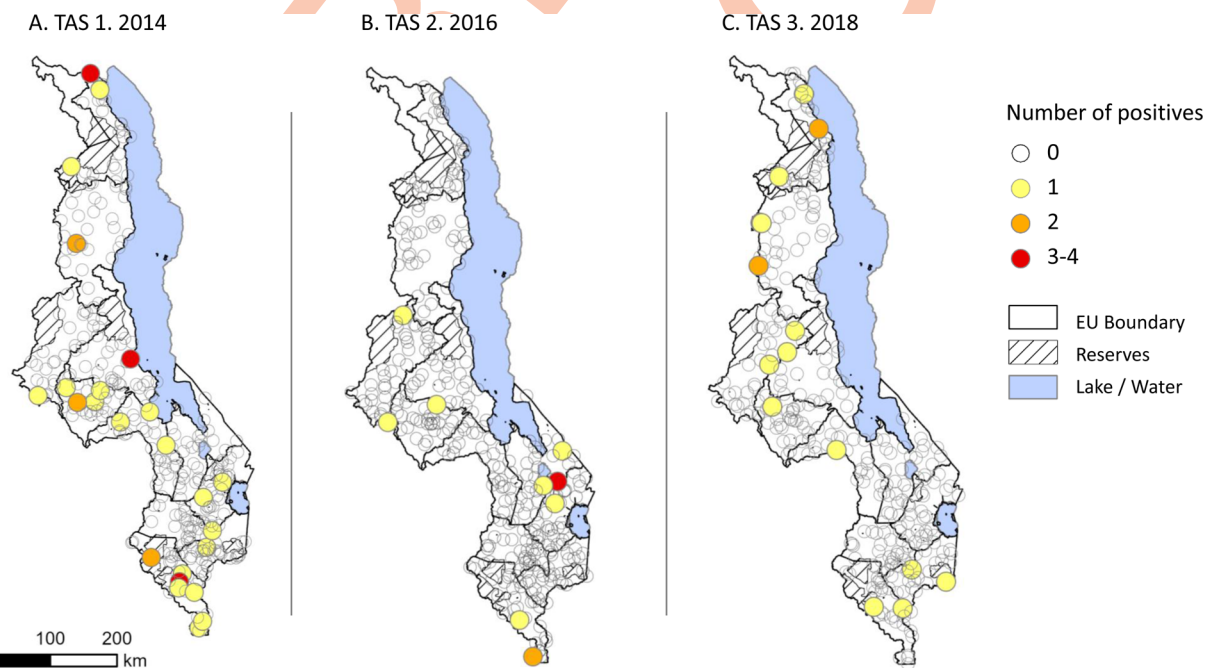 A. TAS 1. 2014
B. TAS 2. 2016
C. TAS 3. 2018
Number of positives
0
1
2
3-4
EU Boundary
Reserves
Lake / Water
100 200
km